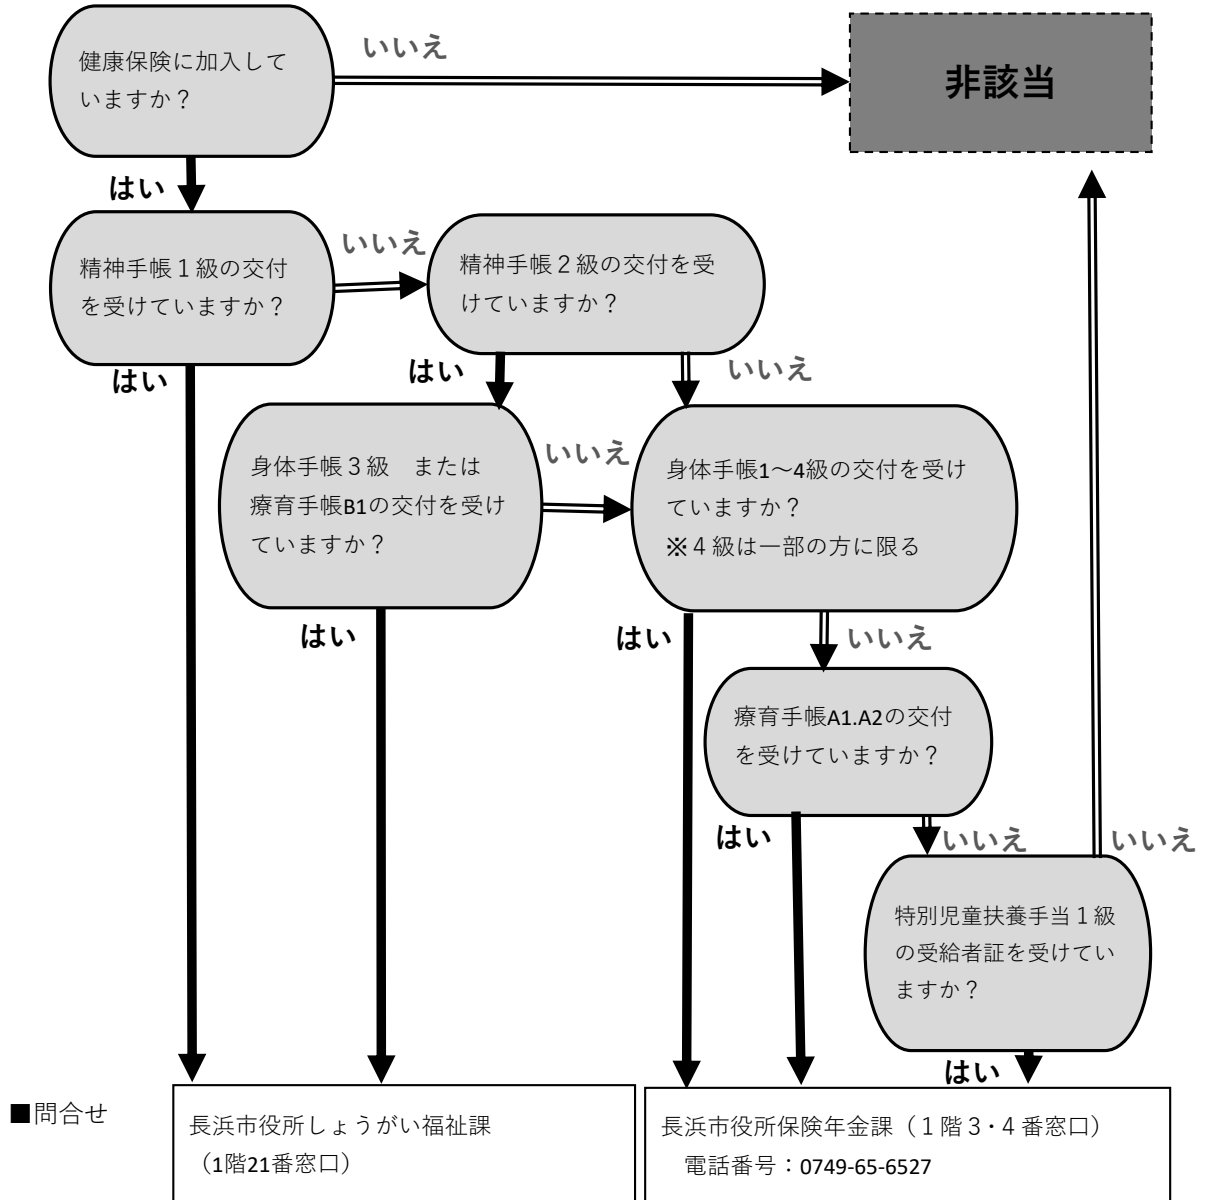 健康保険に加入して
いますか？
いいえ
非該当
はい
精神手帳１級の交付
を受けていますか？
いいえ
精神手帳２級の交付を受
けていますか？
はい
はい
いいえ
身体手帳３級　または
療育手帳B1の交付を受け
ていますか？
いいえ
身体手帳1～4級の交付を受け
ていますか？
※４級は一部の方に限る
はい
はい
いいえ
療育手帳A1.A2の交付
を受けていますか？
はい
いいえ
いいえ
特別児童扶養手当１級
の受給者証を受けてい
ますか？
はい
■問合せ
長浜市役所しょうがい福祉課
（1階21番窓口）
長浜市役所保険年金課（１階３・４番窓口）
電話番号：0749-65-6527